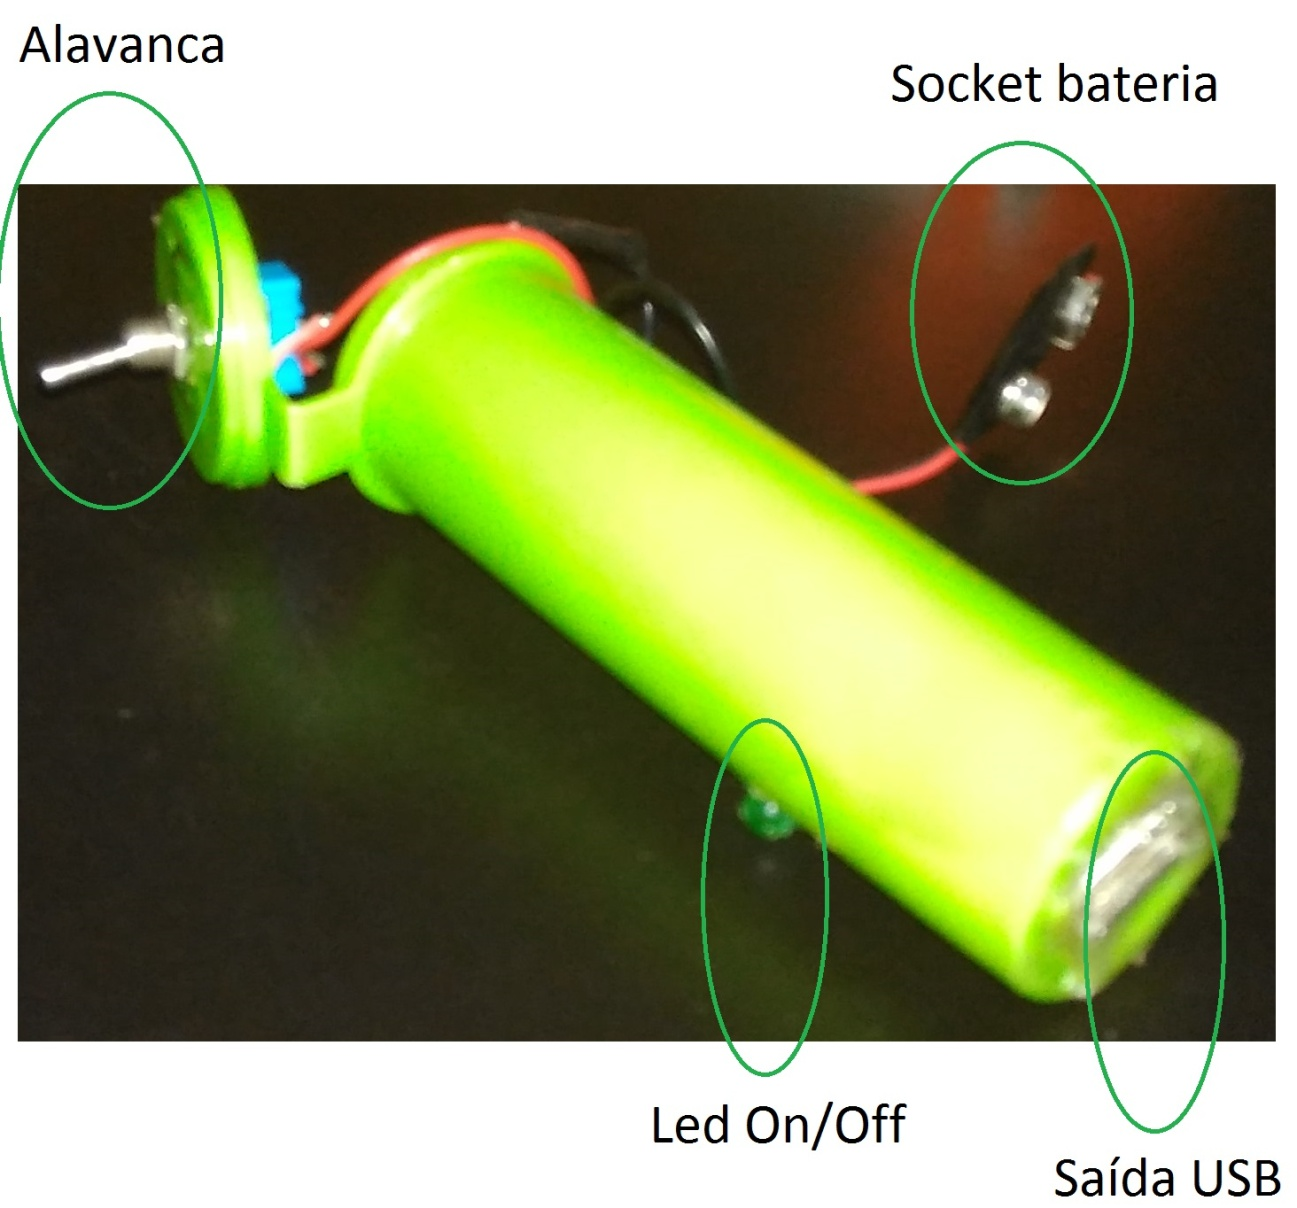 Alavanca
Socket bateria
Led On/Off
Saída USB